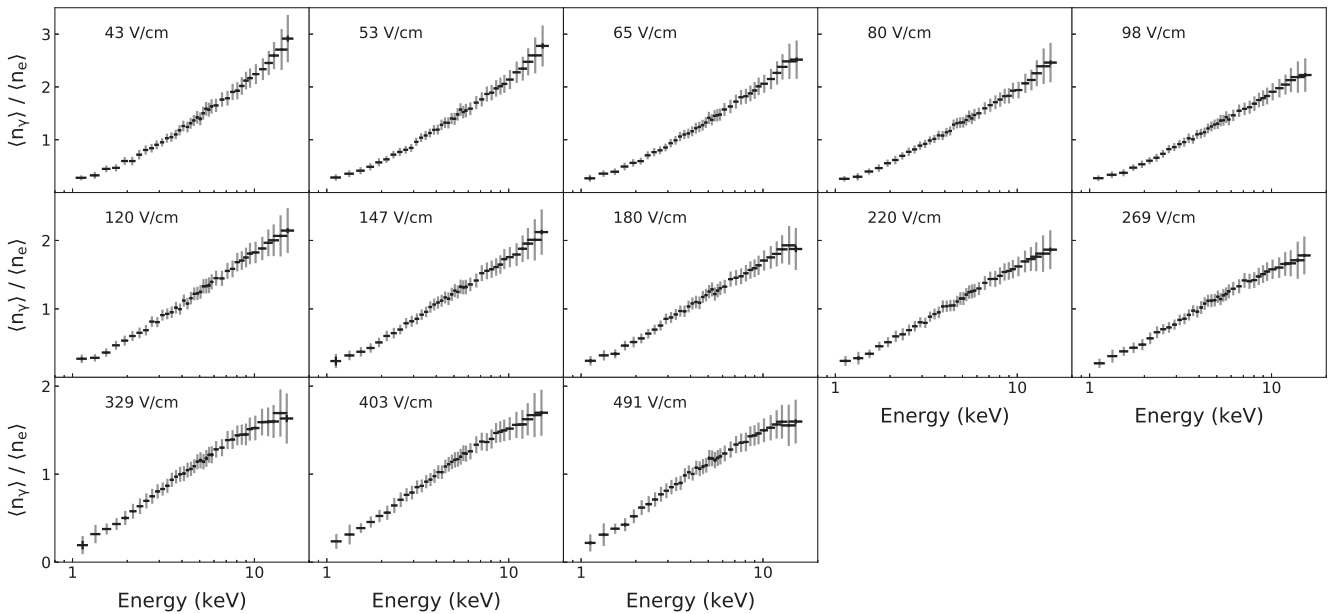 ⟨nγ⟩ / ⟨ne⟩
3
2
1
43 V/cm
53 V/cm
65 V/cm
80 V/cm
98 V/cm
⟨nγ⟩ / ⟨ne⟩
2
1
120 V/cm
147 V/cm
180 V/cm
220 V/cm
269 V/cm
1 10
Energy (keV)
1 10
Energy (keV)
⟨nγ⟩ / ⟨ne⟩
2
1
0
329 V/cm
403 V/cm
491 V/cm
1 10
Energy (keV)
1 10
Energy (keV)
1 10
Energy (keV)